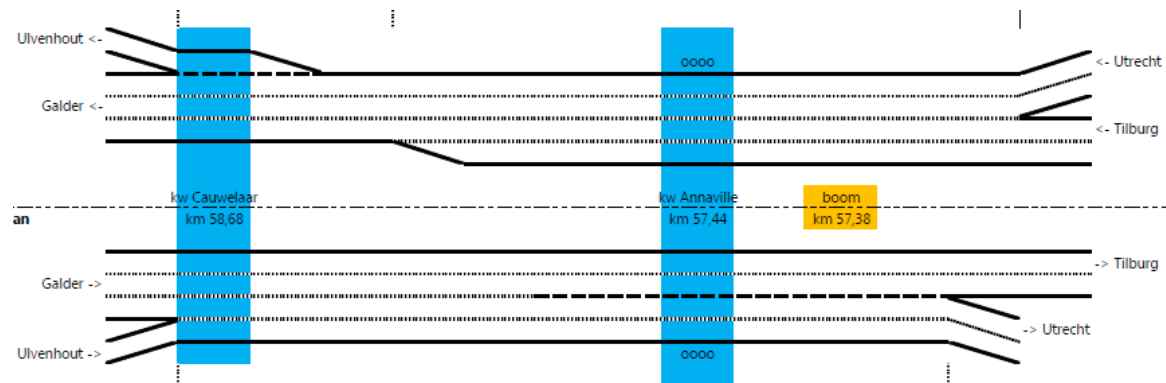 Ulvenhout <-
oooo
<- Utrecht
Galder <-
<- Tilburg
kw Cauwelaar
kw Annaville
boom
an
km 58,68
km 57,44
km 57,38
-> Tilburg
Galder ->
-> Utrecht
Ulvenhout ->
oooo